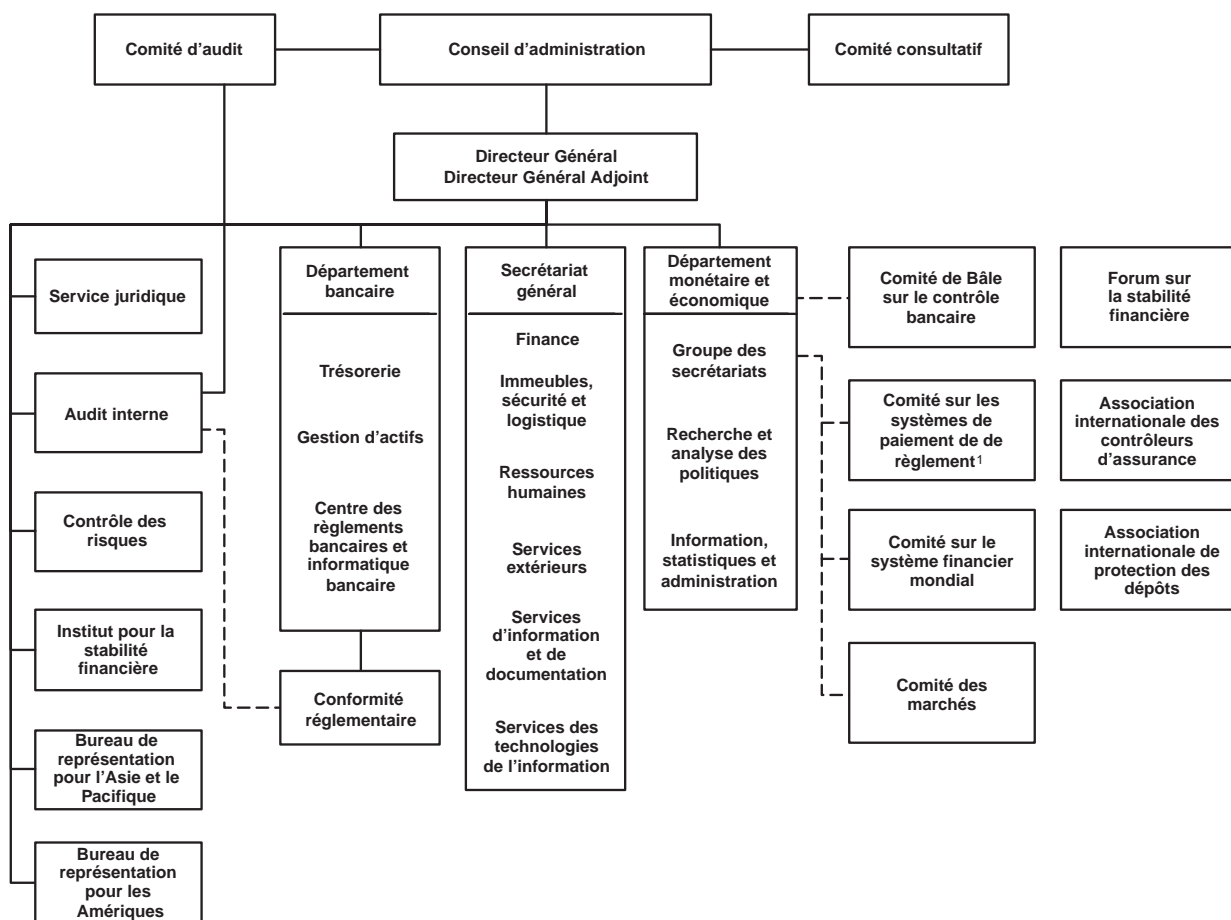 Comité d'audit
Conseil d'administration
Comité consultatif
Directeur Général
Directeur Général Adjoint
Service juridique
Audit interne
Contrôle des
risques
Institut pour la
stabilité
financière
Bureau de
représentation
pour l'Asie et le
Pacifique
Bureau de
représentation
pour les
Amériques
Département
bancaire
Trésorerie
Gestion d'actifs
Centre des
règlements
bancaires et
informatique
bancaire
Conformité
réglementaire
Secrétariat
général
Finance
Immeubles,
sécurité et
logistique
Ressources
humaines
Services
extérieurs
Services
d'information
et de
documentation
Services des
technologies
de l'information
Département
monétaire et
économique
Groupe des
secrétariats
Recherche et
analyse des
politiques
Information,
statistiques et
administration
Comité de Bâle
sur le contrôle
bancaire
Comité sur les
systèmes de
paiement de de
règlement¹
Comité sur le
système financier
mondial
Comité des
marchés
Forum sur
la stabilité
financière
Association
internationale des
contrôleurs
d'assurance
Association
internationale de
protection des
dépôts